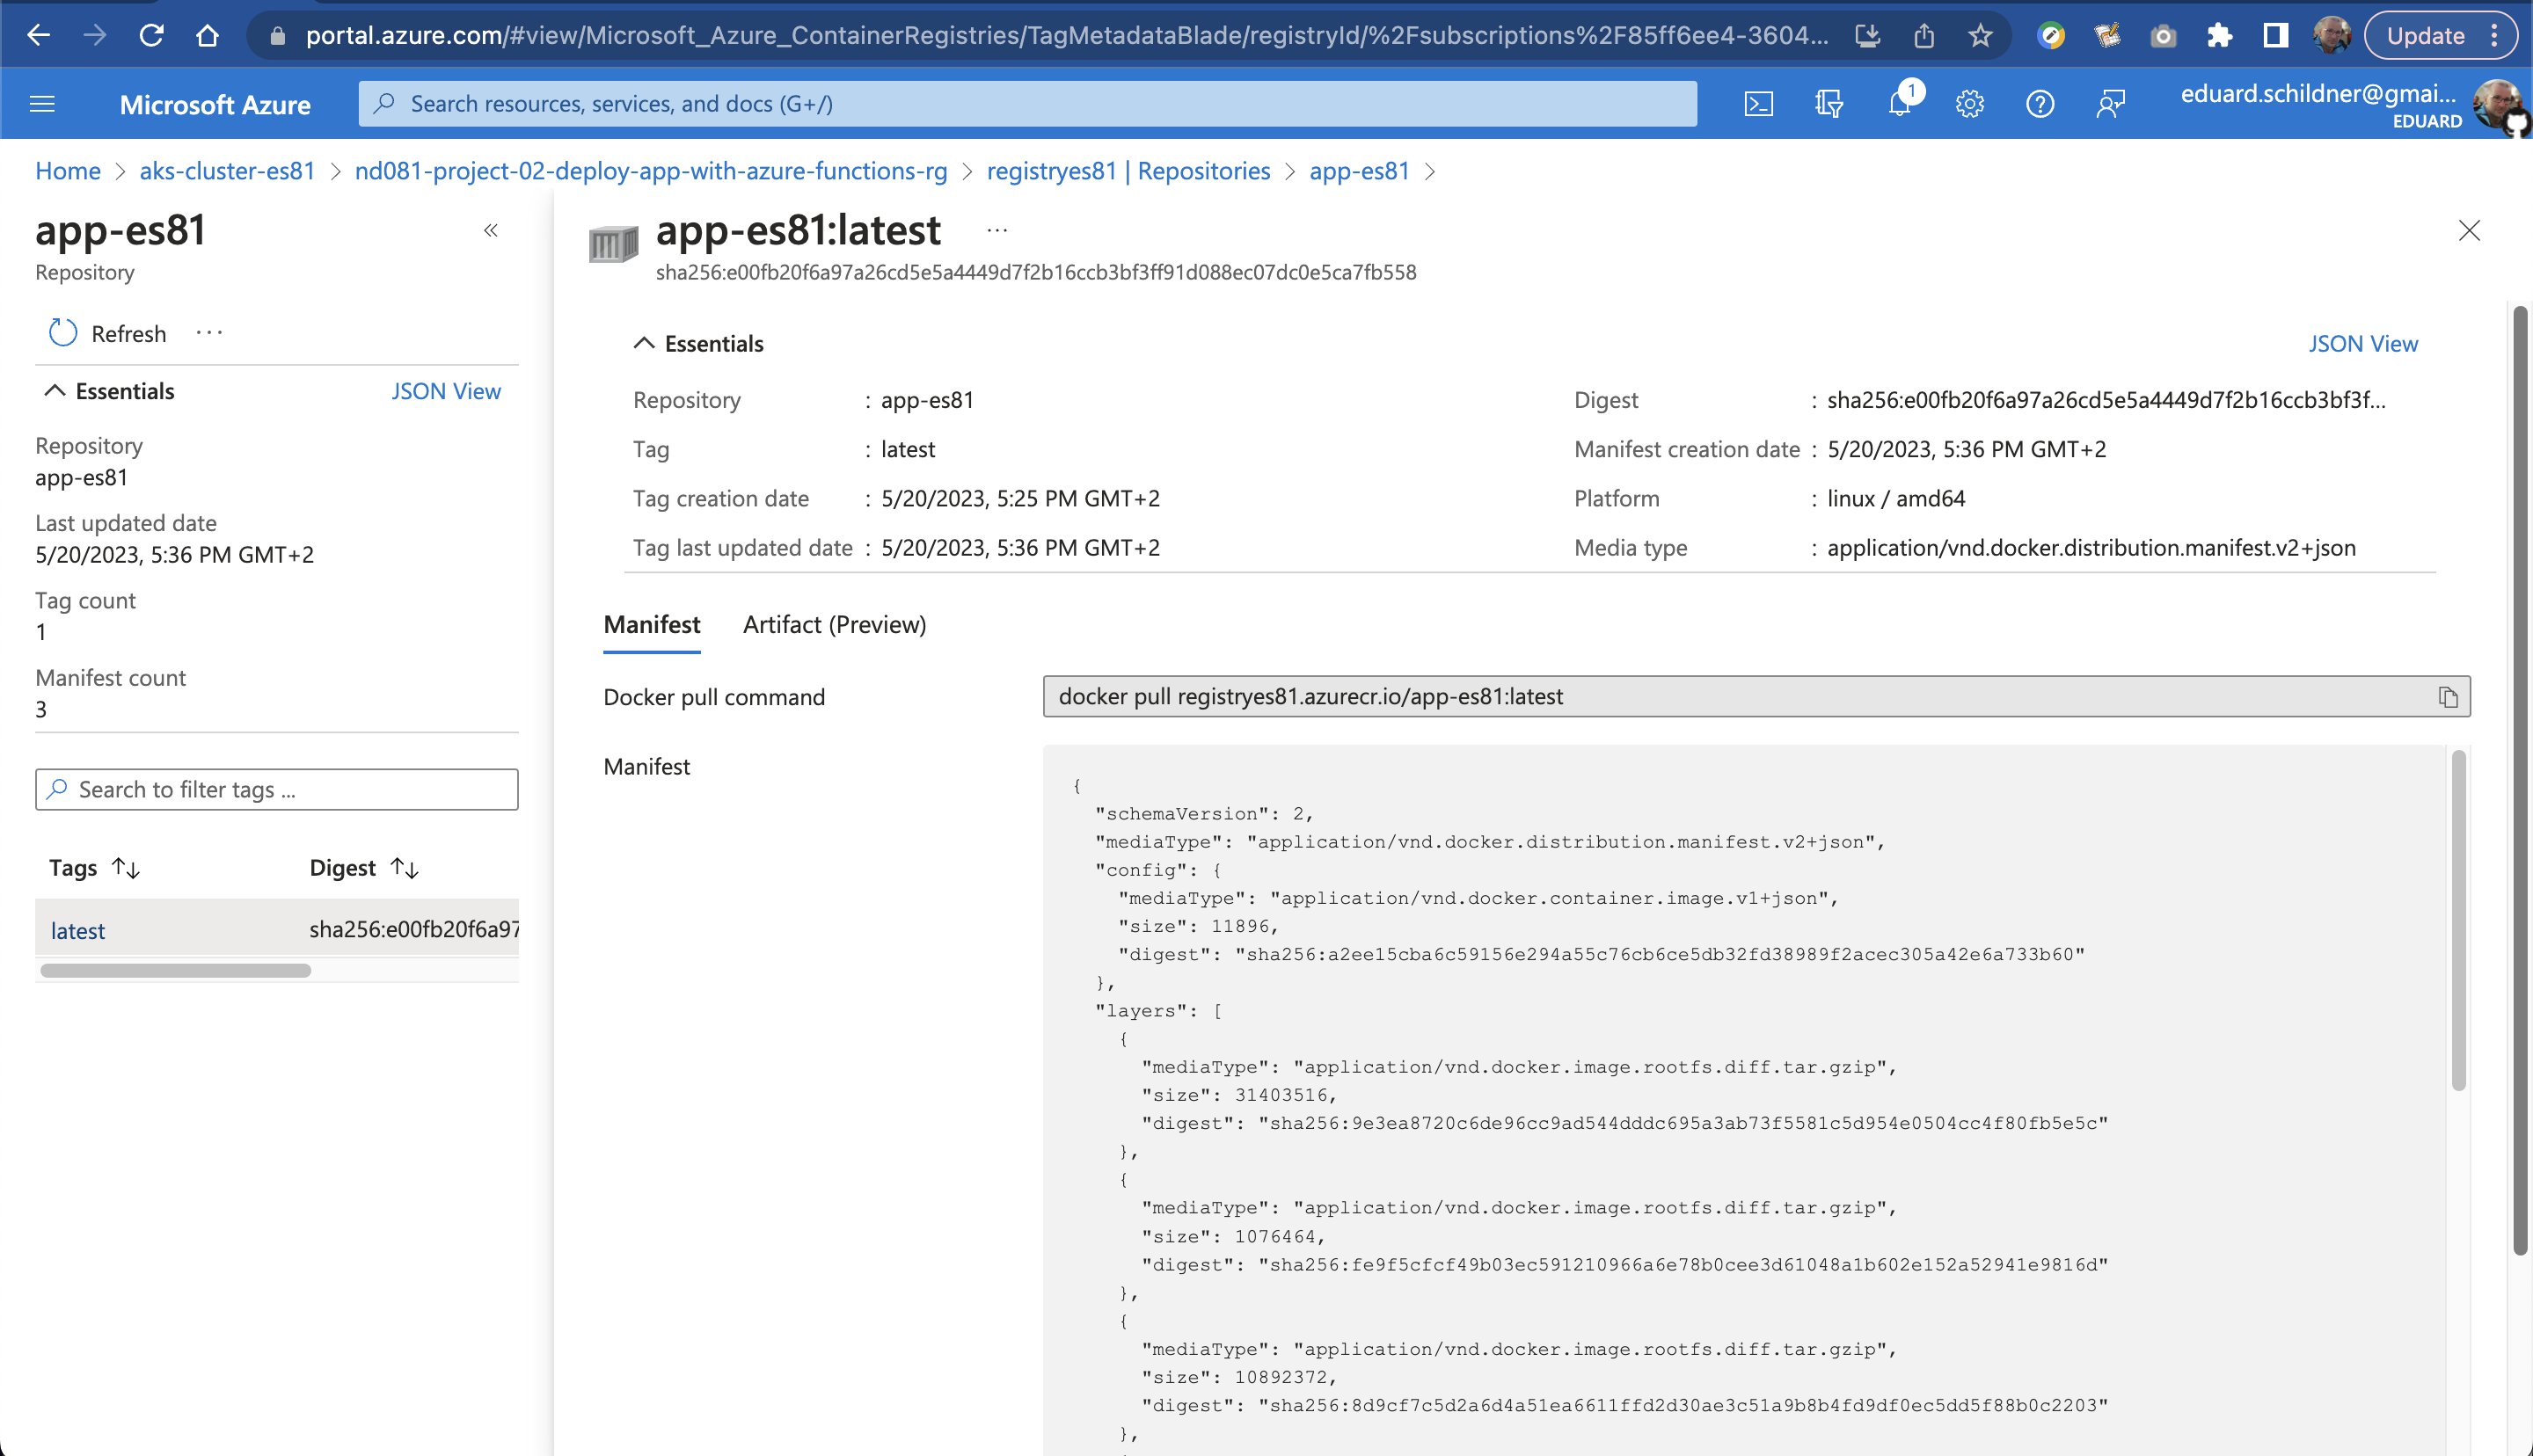 portal.azure.com/#view/Microsoft_Azure_ContainerRegistries/TagMetadataBlade/registryId/%2Fsubscriptions%2F85ff6ee4-3604...
Update
Microsoft Azure
Search resources, services, and docs (G+/)
1
eduard.schildner@gmai...
EDUARD
Home > aks-cluster-es81 > nd081-project-02-deploy-app-with-azure-functions-rg > registryes81 | Repositories > app-es81 >
app-es81
Repository
Refresh
Essentials
JSON View
Repository
app-es81
Last updated date
5/20/2023, 5:36 PM GMT+2
Tag count
1
Manifest count
3
Search to filter tags ...
Tags
Digest
latest
sha256:e00fb20f6a97
app-es81:latest
sha256:e00fb20f6a97a26cd5e5a4449d7f2b16ccb3bf3ff91d088ec07dc0e5ca7fb558
Essentials
JSON View
Repository : app-es81
Tag : latest
Tag creation date : 5/20/2023, 5:25 PM GMT+2
Tag last updated date : 5/20/2023, 5:36 PM GMT+2
Digest : sha256:e00fb20f6a97a26cd5e5a4449d7f2b16ccb3bf3f...
Manifest creation date : 5/20/2023, 5:36 PM GMT+2
Platform : linux / amd64
Media type : application/vnd.docker.distribution.manifest.v2+json
Manifest
Artifact (Preview)
Docker pull command
docker pull registryes81.azurecr.io/app-es81:latest
Manifest
{
"schemaVersion": 2,
"mediaType": "application/vnd.docker.distribution.manifest.v2+json",
"config": {
"mediaType": "application/vnd.docker.container.image.v1+json",
"size": 11896,
"digest": "sha256:a2ee15cba6c59156e294a55c76cb6ce5db32fd38989f2acec305a42e6a733b60"
},
"layers": [
{
"mediaType": "application/vnd.docker.image.rootfs.diff.tar.gzip",
"size": 31403516,
"digest": "sha256:9e3ea8720c6de96cc9ad544dddc695a3ab73f5581c5d954e0504cc4f80fb5e5c"
},
{
"mediaType": "application/vnd.docker.image.rootfs.diff.tar.gzip",
"size": 1076464,
"digest": "sha256:fe9f5cfcf49b03ec591210966a6e78b0cee3d61048a1b602e152a52941e9816d"
},
{
"mediaType": "application/vnd.docker.image.rootfs.diff.tar.gzip",
"size": 10892372,
"digest": "sha256:8d9cf7c5d2a6d4a51ea6611ffd2d30ae3c51a9b8b4fd9df0ec5dd5f88b0c2203"
},